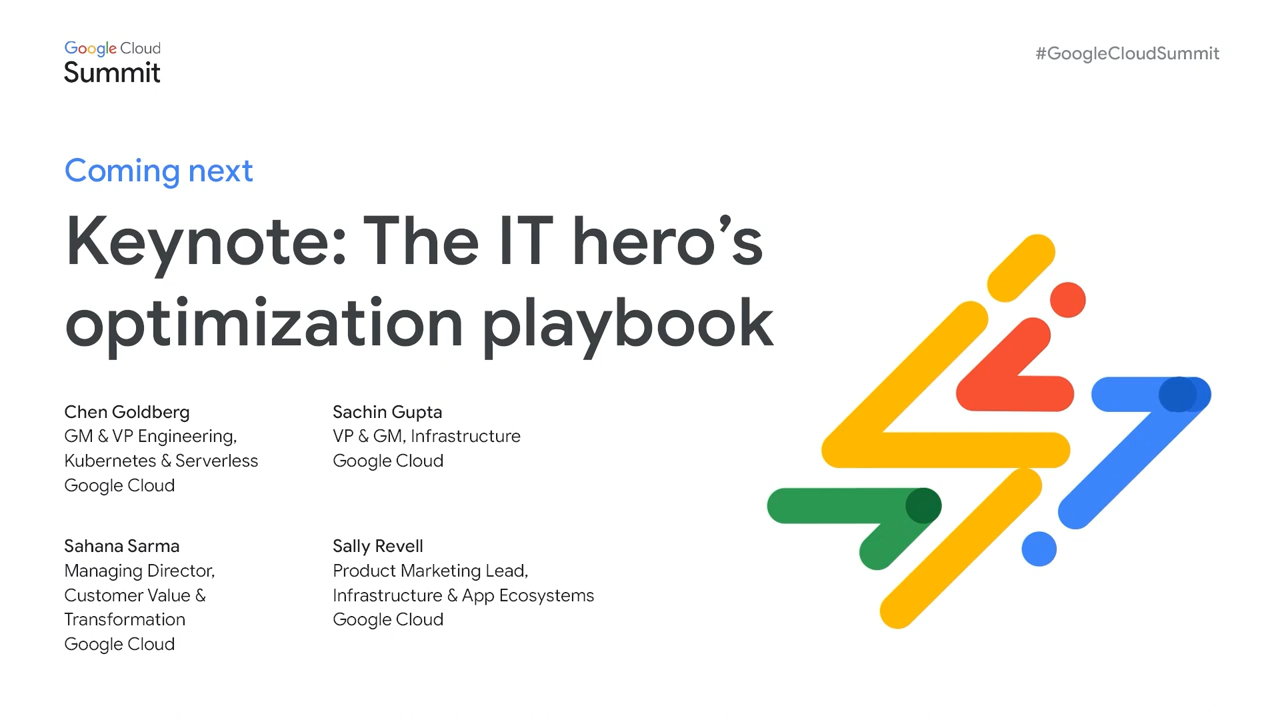 Google Cloud
Summit
#GoogleCloudSummit
Coming next
Keynote: The IT hero’s
optimization playbook
Chen Goldberg
GM & VP Engineering,
Kubernetes & Serverless
Google Cloud
Sachin Gupta
VP & GM, Infrastructure
Google Cloud
Sahana Sarma
Managing Director,
Customer Value &
Transformation
Google Cloud
Sally Revell
Product Marketing Lead,
Infrastructure & App Ecosystems
Google Cloud